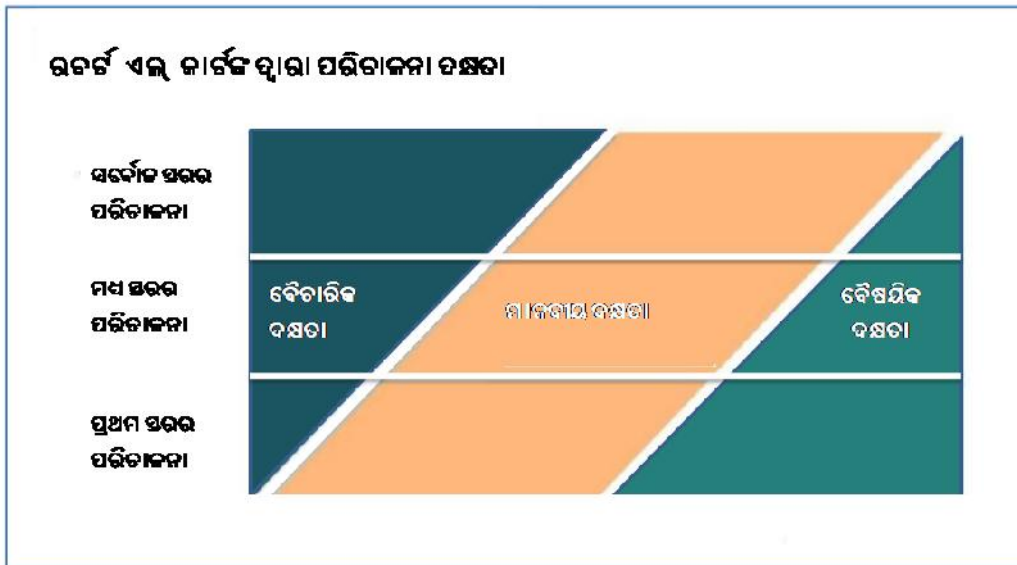 ରବର୍ଟ ଏଲ୍ କାର୍ଟଙ୍କ ଦ୍ୱାରା ପରିଚାଳନା ଦକ୍ଷତା
ସର୍ବୋଚ୍ଚ ସ୍ତରର
ପରିଚାଳନା
ମଧ୍ୟ ସ୍ତରର
ପରିଚାଳନା
ବୈଚାରିକ
ଦକ୍ଷତା
ମାନବୀୟ ଦକ୍ଷତା
ବୈଷୟିକ
ଦକ୍ଷତା
ପ୍ରଥମ ସ୍ତରର
ପରିଚାଳନା